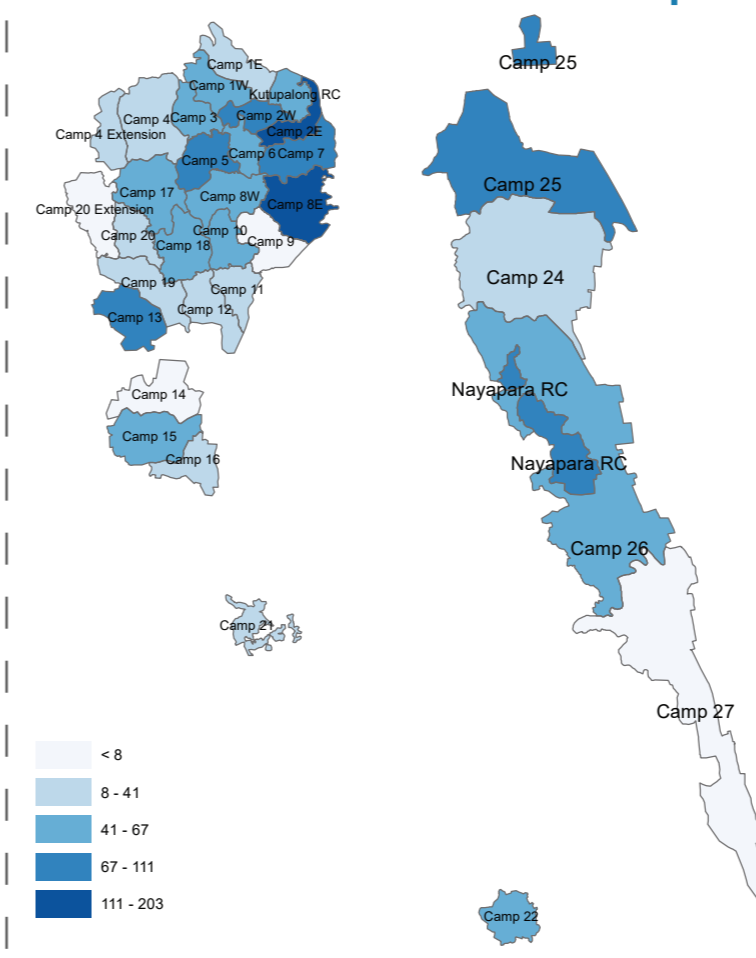 Camp 25
Camp 1E
Camp 1W
Kutupalong RC
Camp 4
Camp 3
Camp 2W
Camp 4 Extension
Camp 2E
Camp 5
Camp 6
Camp 7
Camp 25
Camp 17
Camp 8W
Camp 20 Extension
Camp 8E
Camp 20
Camp 10
Camp 18
Camp 9
Camp 24
Camp 19
Camp 11
Camp 12
Camp 13
Nayapara RC
Camp 14
Camp 15
Camp 16
Nayapara RC
Camp 26
Camp 21
Camp 27
< 8
8 - 41
41 - 67
67 - 111
111 - 203
Camp 22